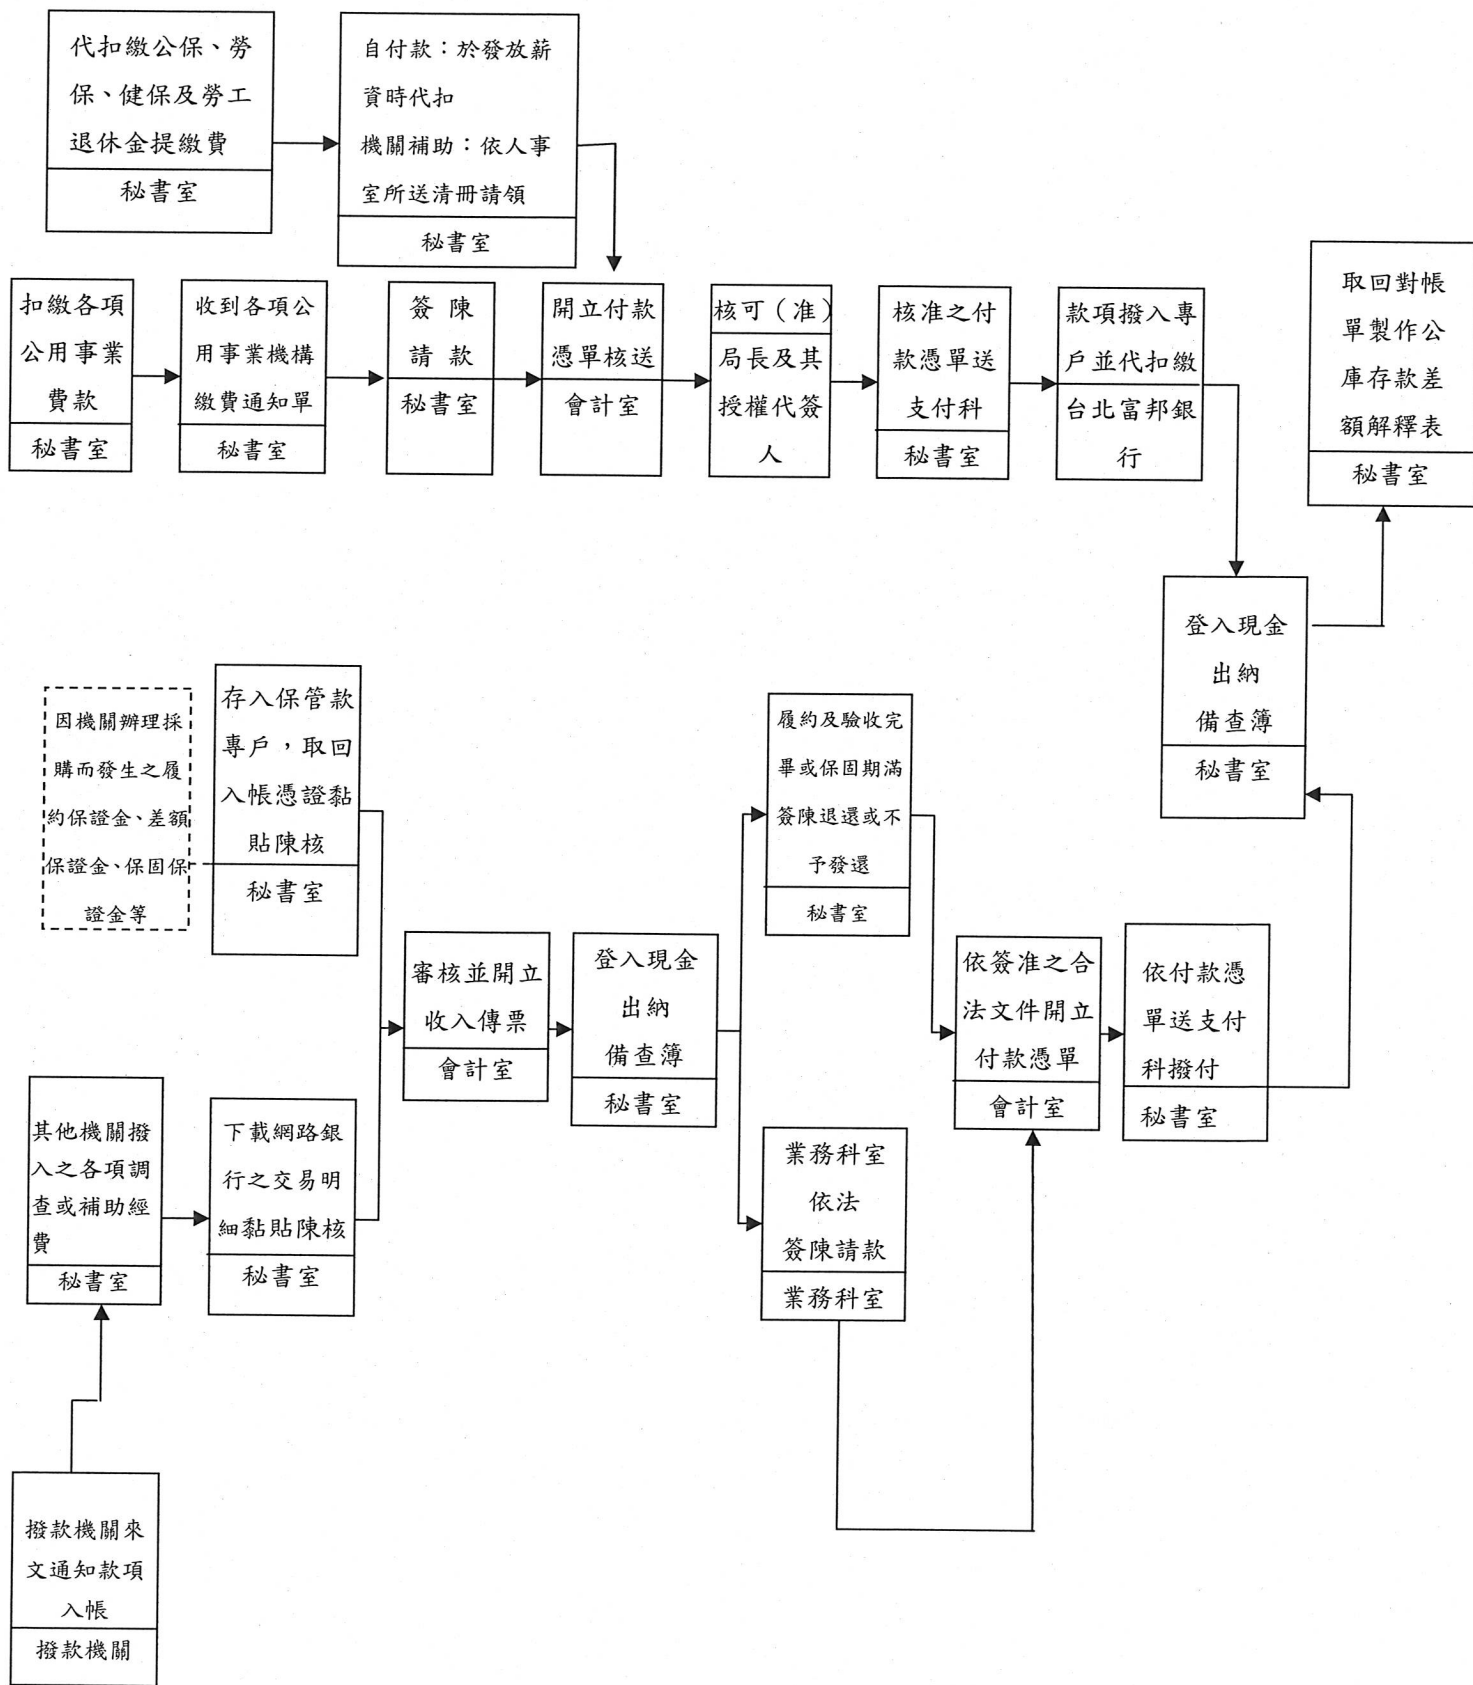 代扣繳公保、勞
保、健保及勞工
退休金提繳費
秘書室
自付款：於發放薪
資時代扣
機關補助：依人事
室所送清冊請領
秘書室
扣繳各項
公用事業
費款
秘書室
收到各項公
用事業機構
繳費通知單
秘書室
簽陳
請款
秘書室
開立付款
憑單核送
會計室
核可（准）
局長及其
授權代簽
人
核准之付
款憑單送
支付科
秘書室
款項撥入專
戶並代扣繳
台北富邦銀
行
取回對帳
單製作公
庫存款差
額解釋表
秘書室
登入現金
出納
備查簿
秘書室
因機關辦理採
購而發生之履
約保證金、差額
保證金、保固保
證金等
存入保管款
專戶，取回
入帳憑證黏
貼陳核
秘書室
審核並開立
收入傳票
會計室
登入現金
出納
備查簿
秘書室
履約及驗收完
畢或保固期滿
簽陳退還或不
予發還
秘書室
依簽准之合
法文件開立
付款憑單
會計室
依付款憑
單送支付
科撥付
秘書室
其他機關撥
入之各項調
查或補助經
費
秘書室
下載網路銀
行之交易明
細黏貼陳核
秘書室
業務科室
依法
簽陳請款
業務科室
撥款機關來
文通知款項
入帳
撥款機關